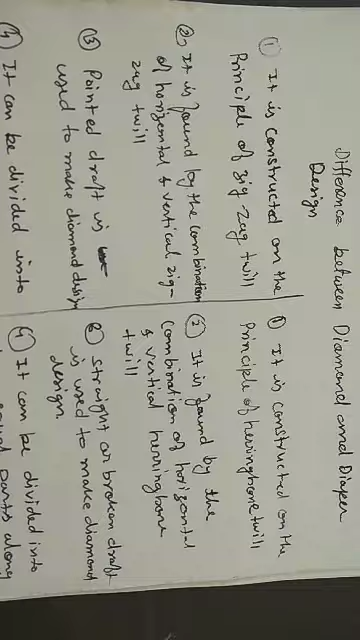 Difference between Diamond and Diaper
Design
① It is constructed on the
Principle of zig zag twill
② It is found by the combination
of horizontal & vertical zig-
zag twill
③ Pointed draft is
used to make diamond design
④ It can be divided into
① It is constructed on the
Principle of herringbone twill
② It is found by the
combination of horizontal
& vertical herringbone
twill
③ Straight or broken draft
is used to make diamond
design
④ It can be divided into
equal parts along